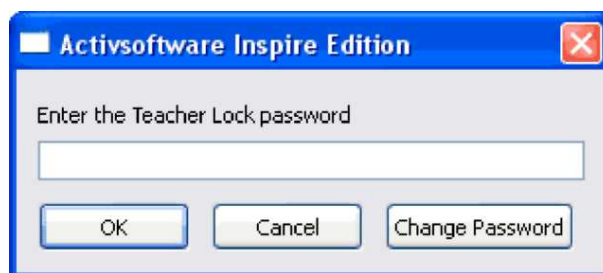 Activsoftware Inspire Edition
Enter the Teacher Lock password
OK Cancel Change Password